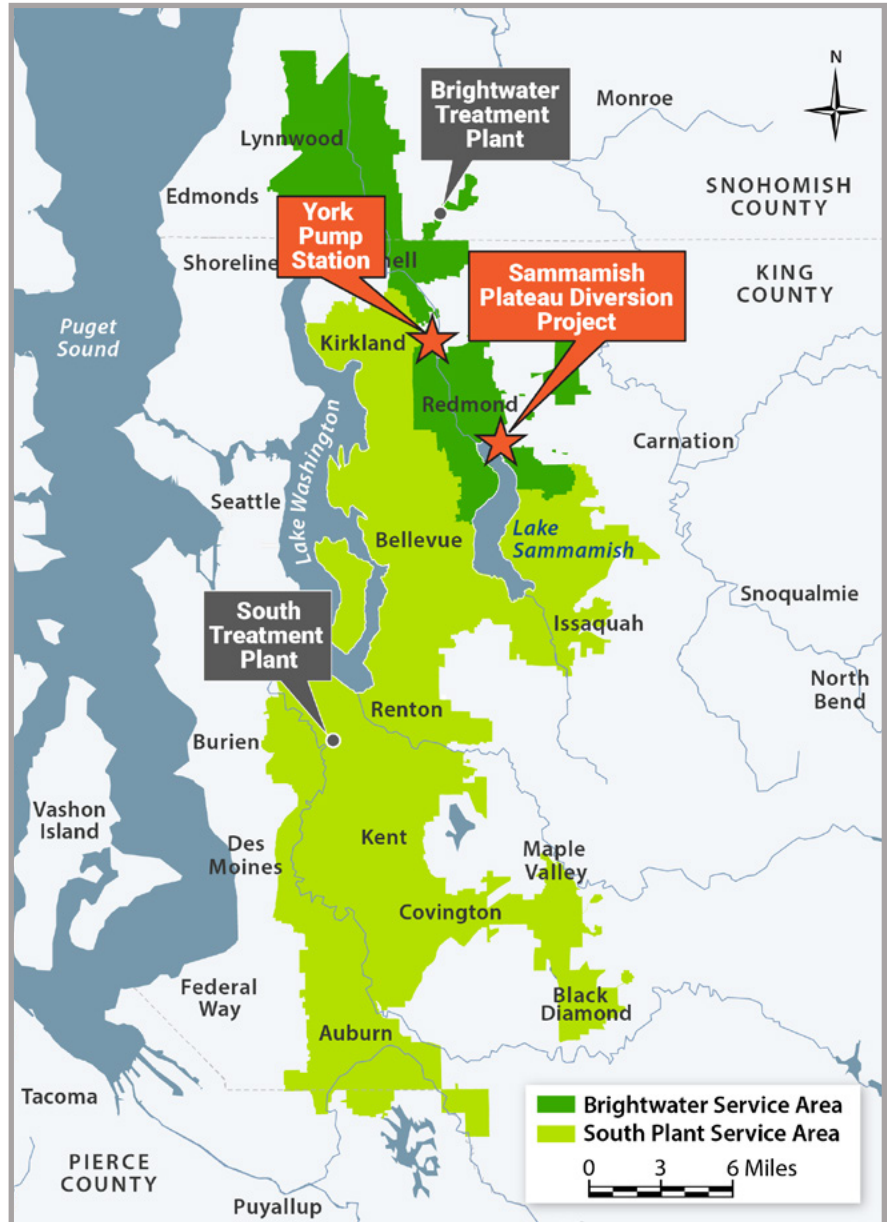 N
Brightwater
Treatment
Plant
Monroe
Lynnwood
Edmonds
SNOHOMISH
COUNTY
York
Pump
Station
Shoreline
nell
Sammamish
Plateau Diversion
Project
KING
COUNTY
Puget
Sound
Kirkland
Redmond
Carnation
Lake Washington
Seattle
Bellevue
Lake
Sammamish
Snoqualmie
South
Treatment
Plant
Issaquah
North
Bend
Renton
Burien
Vashon
Island
Des
Moines
Kent
Maple
Valley
Covington
Federal
Way
Black
Diamond
Auburn
Tacoma
Brightwater Service Area
South Plant Service Area
0 3 6 Miles
PIERCE
COUNTY
Puyallup